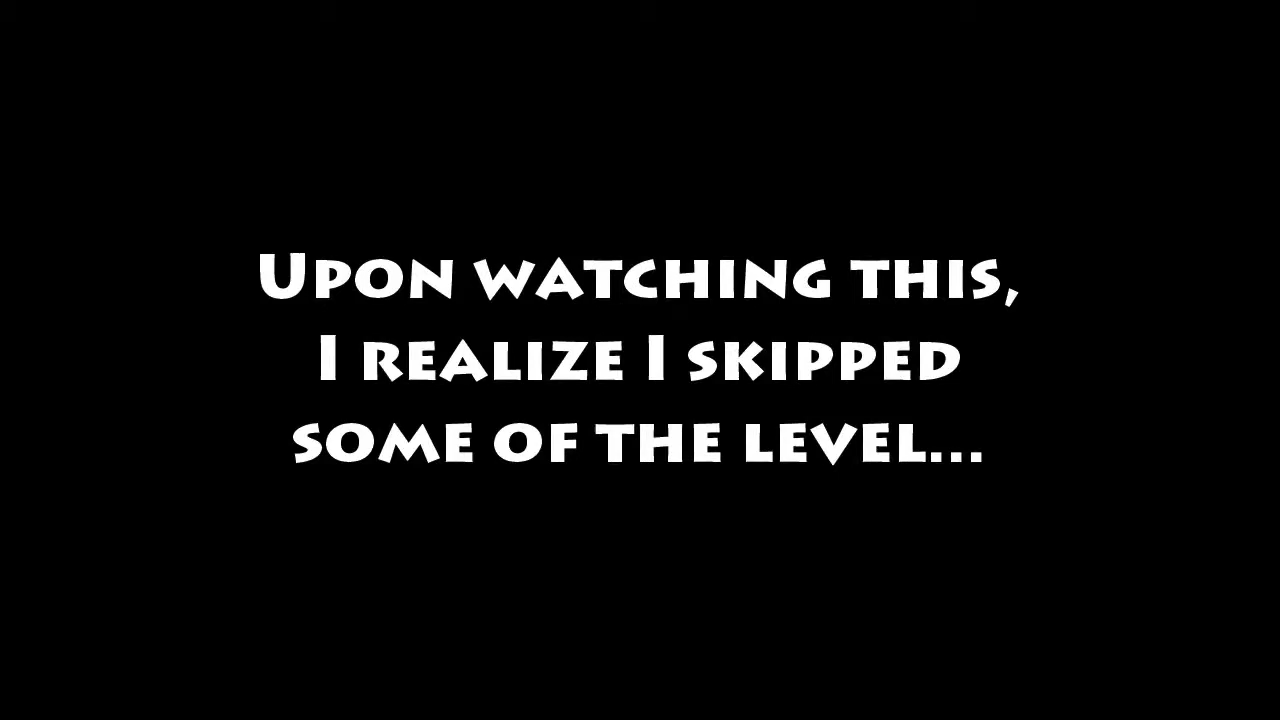 Upon watching this,
I realize I skipped
some of the level...